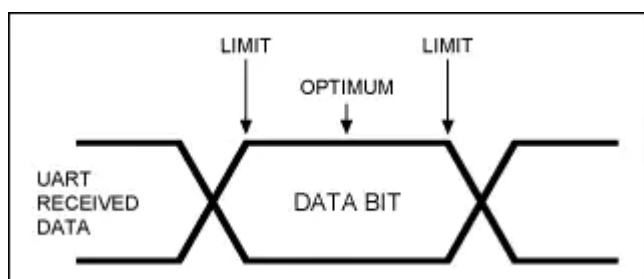 LIMIT
LIMIT
OPTIMUM
UART
RECEIVED
DATA
DATA BIT